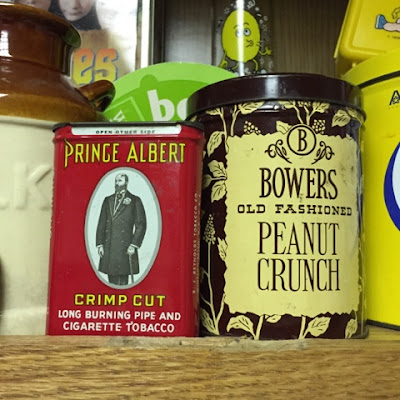 OPEN OTHER SIDE
PRINCE ALBERT
CRIMP CUT
LONG BURNING PIPE AND
CIGARETTE TOBACCO
B
BOWERS
OLD FASHIONED
PEANUT
CRUNCH
B